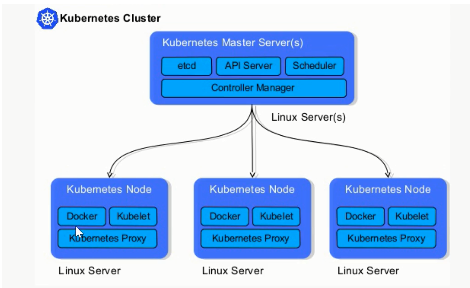 Kubernetes Cluster
Kubernetes Master Server(s)
etcd API Server Scheduler
Controller Manager
Linux Server(s)
Kubernetes Node Kubernetes Node Kubernetes Node
Docker Kubelet Docker Kubelet Docker Kubelet
Kubernetes Proxy Kubernetes Proxy Kubernetes Proxy
Linux Server Linux Server Linux Server